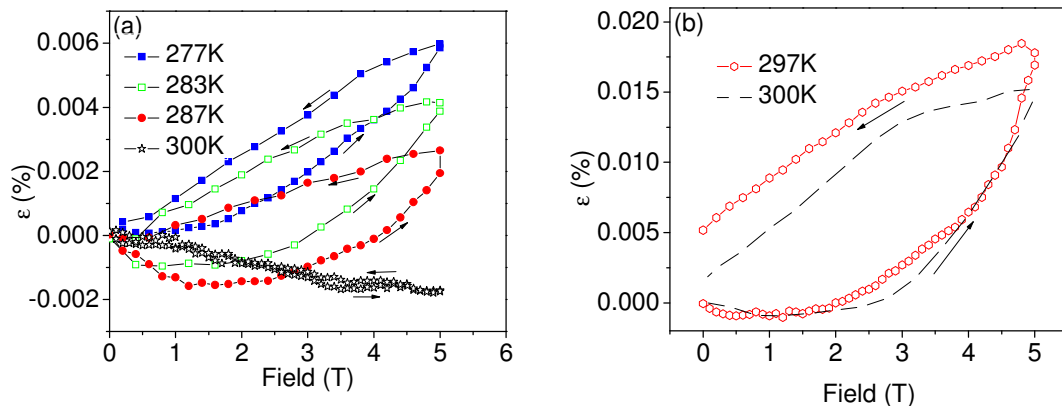 (a)
277K
283K
287K
300K
0.006
0.004
0.002
0.000
-0.002
ε (%)
0 1 2 3 4 5 6
Field (T)
(b)
297K
300K
0.020
0.015
0.010
0.005
0.000
ε (%)
0 1 2 3 4 5
Field (T)